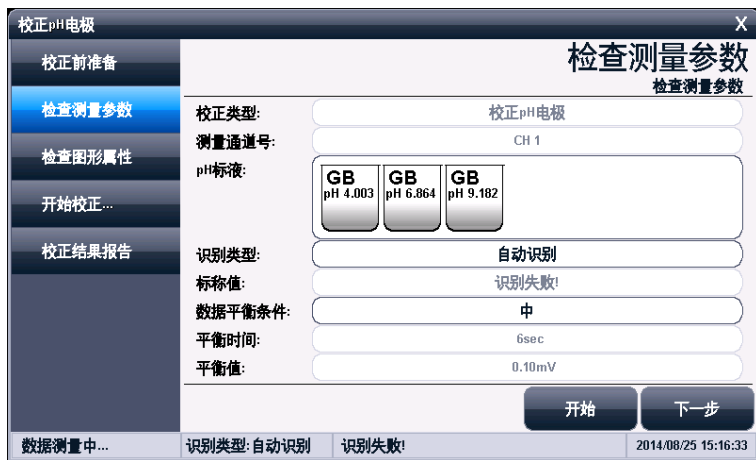 校正pH电极 X
校正前准备
检查测量参数
检查图形属性
开始校正...
校正结果报告
检查测量参数
检查测量参数
校正类型: 校正pH电极
测量通道号: CH 1
pH标液:
GB GB GB
pH 4.003 pH 6.864 pH 9.182
识别类型: 自动识别
标称值: 识别失败!
数据平衡条件: 中
平衡时间: 6sec
平衡值: 0.10mV
开始 下一步
数据测量中... 识别类型:自动识别 识别失败! 2014/08/25 15:16:33